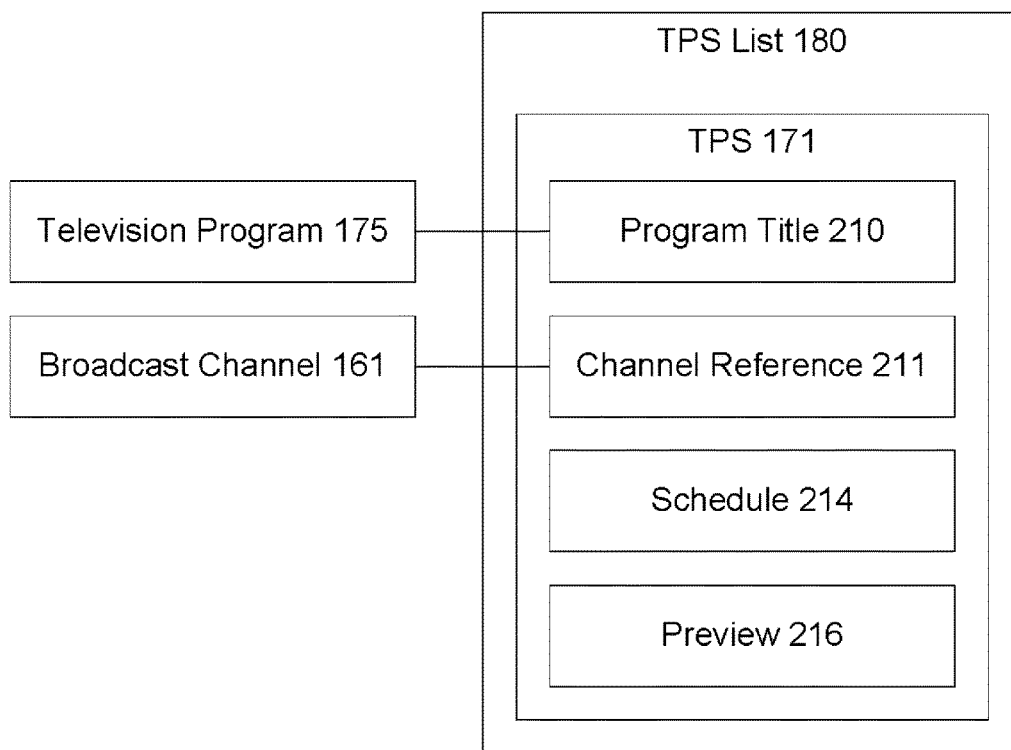 TPS List 180
TPS 171
Television Program 175
Program Title 210
Broadcast Channel 161
Channel Reference 211
Schedule 214
Preview 216